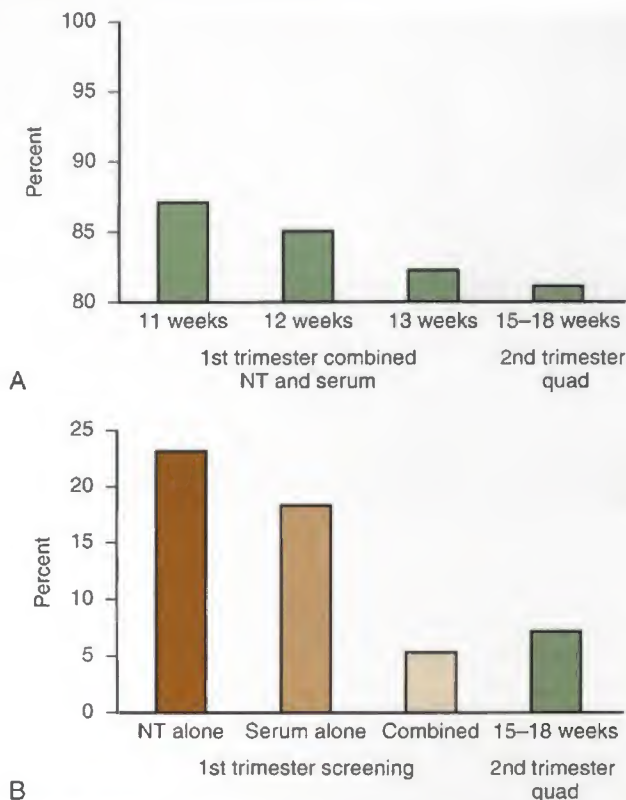 100
95
90
85
80
Percent
11 weeks 12 weeks 13 weeks 15–18 weeks
1st trimester combined 2nd trimester
NT and serum quad
A
25
20
15
10
5
0
Percent
NT alone Serum alone Combined 15–18 weeks
1st trimester screening 2nd trimester
quad
B